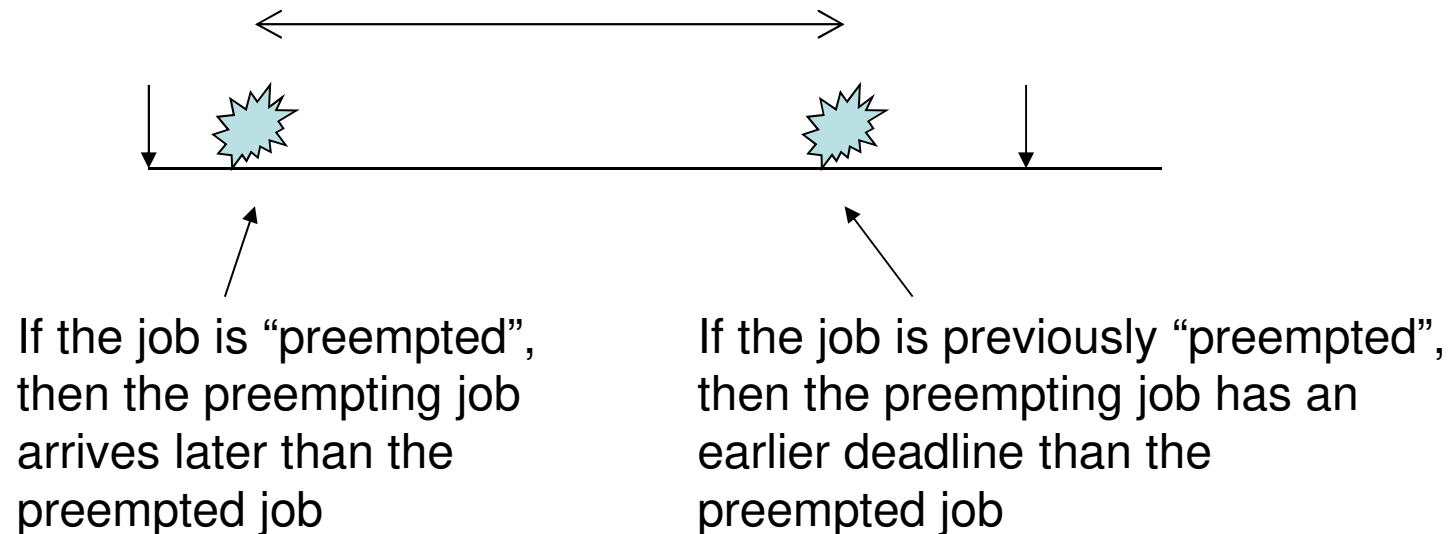 If the job is “preempted”,
then the preempting job
arrives later than the
preempted job
If the job is previously “preempted”,
then the preempting job has an
earlier deadline than the
preempted job